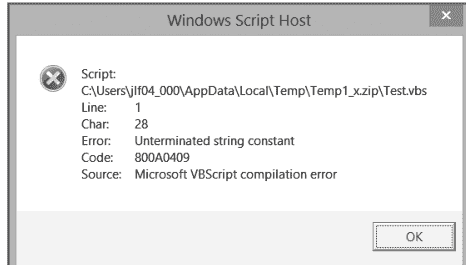 Windows Script Host
Script:
C:\Users\jlf04_000\AppData\Local\Temp\Temp1_x.zip\Test.vbs
Line: 1
Char: 28
Error: Unterminated string constant
Code: 800A0409
Source: Microsoft VBScript compilation error
OK